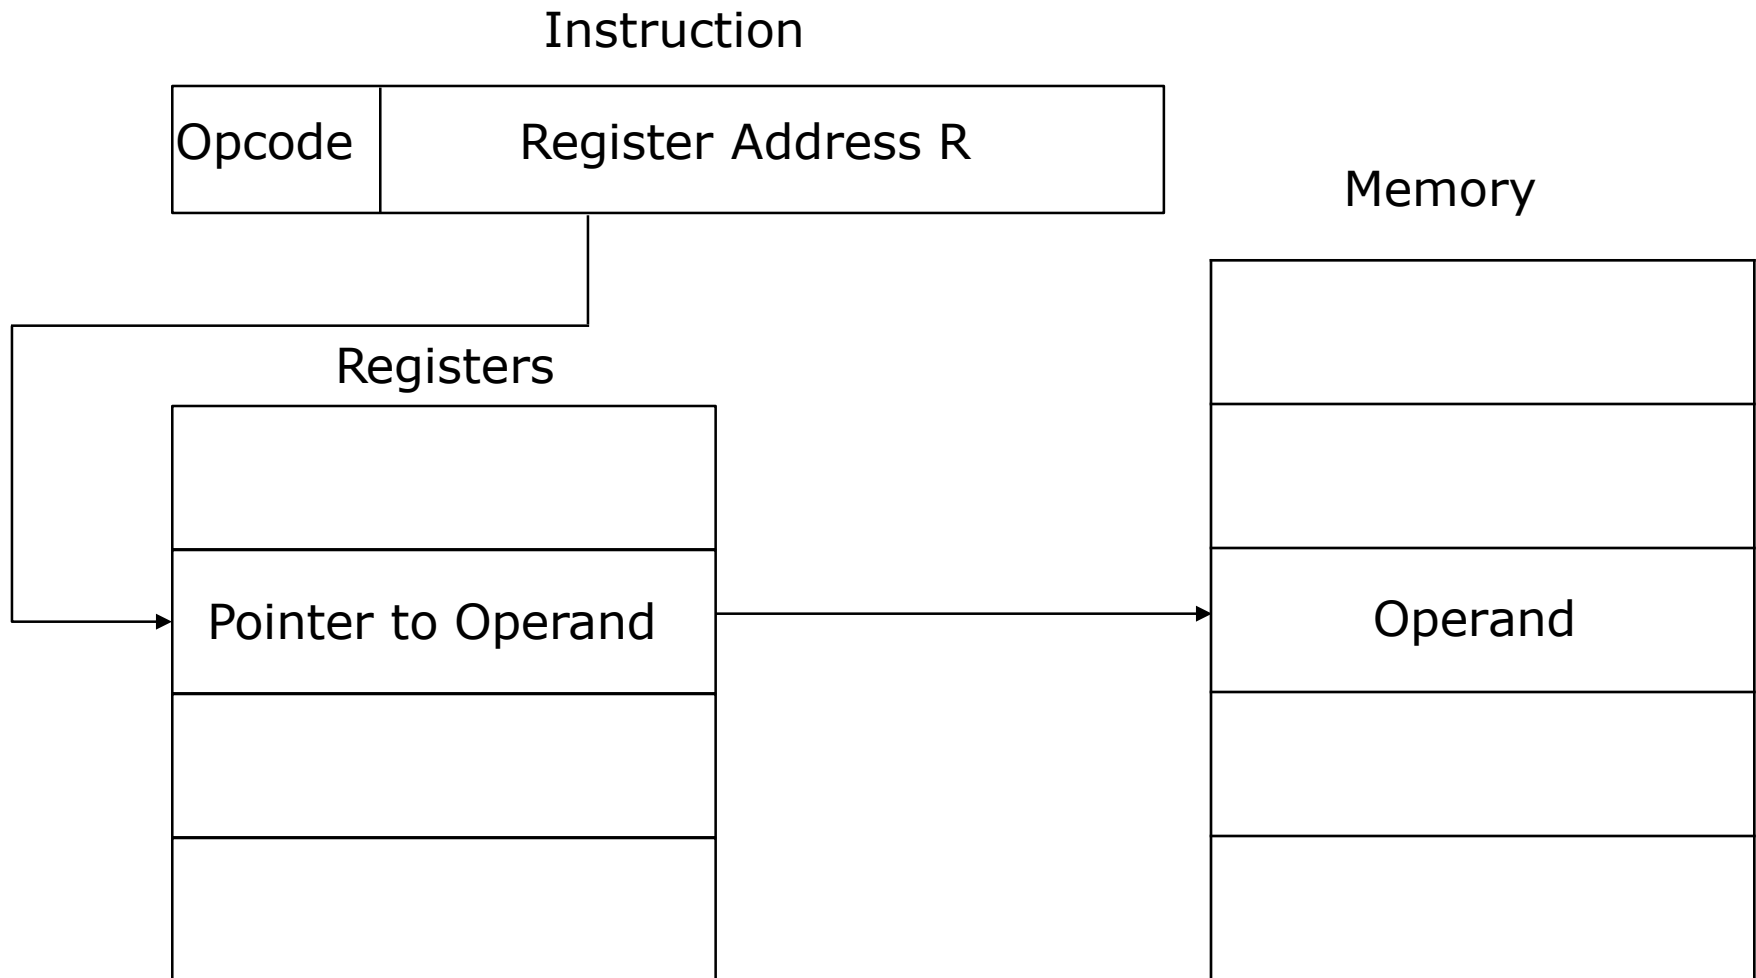 Instruction
Opcode
Register Address R
Memory
Registers
Pointer to Operand
Operand